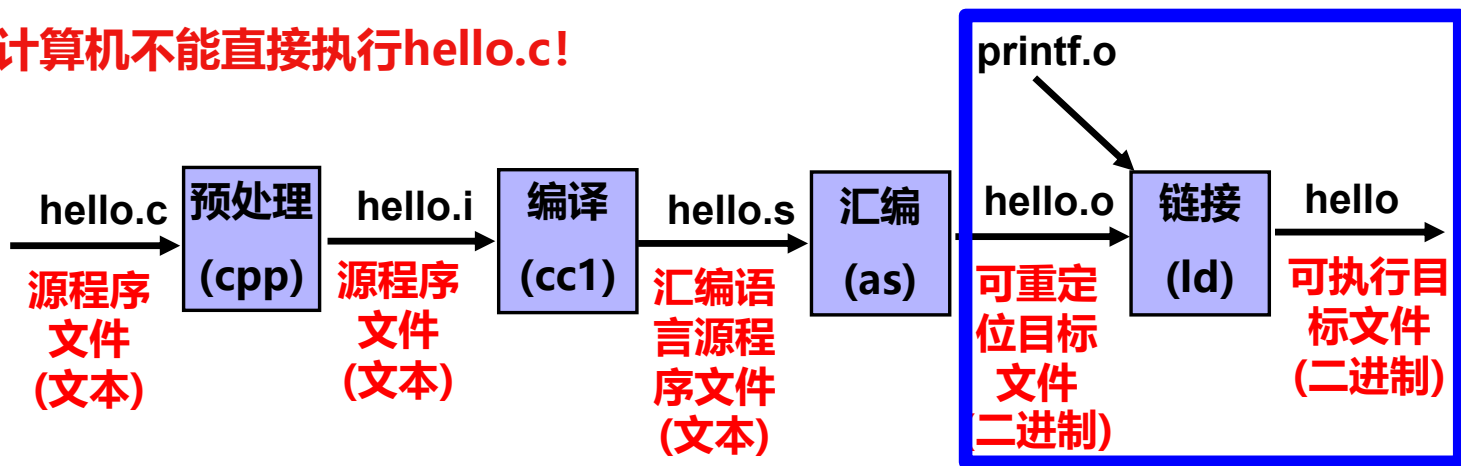 计算机不能直接执行hello.c!
printf.o
hello.c
预处理
(cpp)
hello.i
编译
(cc1)
hello.s
汇编
(as)
hello.o
链接
(ld)
hello
源程序
文件
(文本)
源程序
文件
(文本)
汇编语
言源程
序文件
(文本)
可重定
位目标
文件
(二进制)
可执行目
标文件
(二进制)